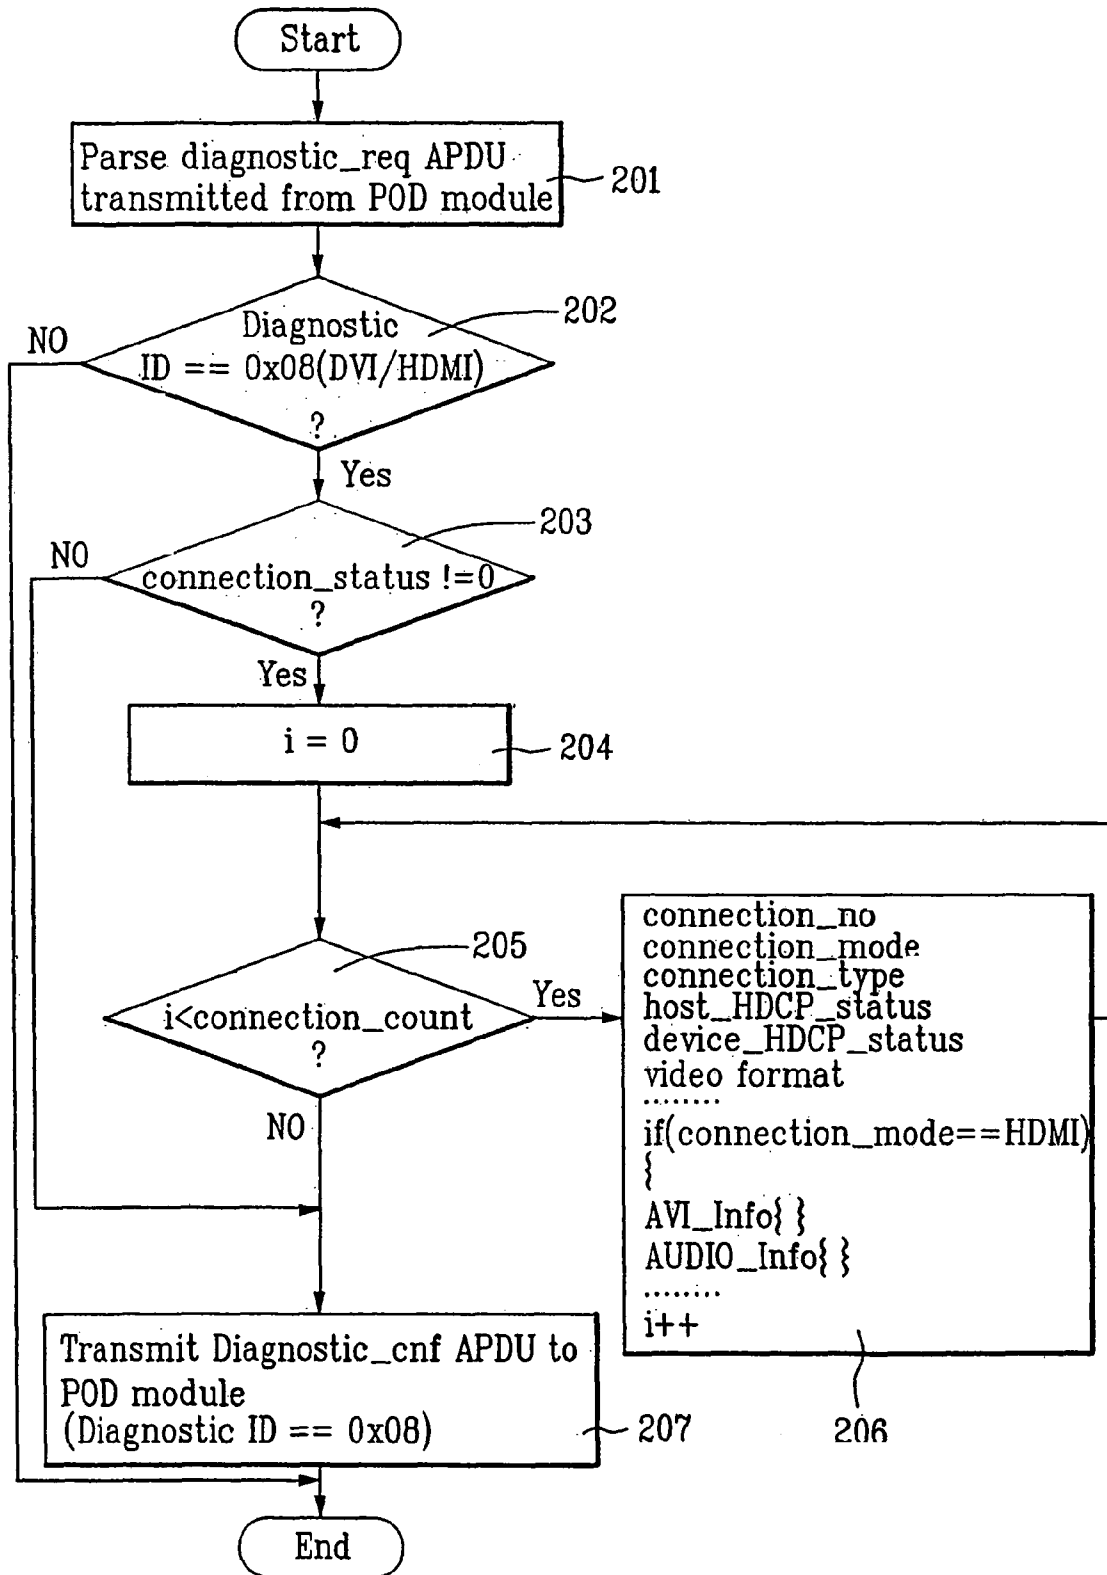 Start
Parse diagnostic_req APDU
transmitted from POD module
201
Diagnostic
ID == 0x08(DVI/HDMI)
?
202
NO
Yes
203
connection_status !=0
?
NO
Yes
i = 0
204
205
i<connection_count
?
Yes
NO
connection_no
connection_mode
connection_type
host_HDCP_status
device_HDCP_status
video format
........
if(connection_mode==HDMI)
{
AVI_Info{ }
AUDIO_Info{ }
........
i++
206
Transmit Diagnostic_cnf APDU to
POD module
(Diagnostic ID == 0x08)
207
End